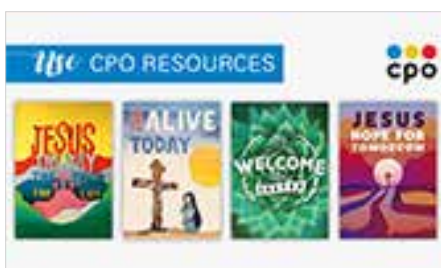 Use CPO RESOURCES
cpo
JESUS
ALIVE
TODAY
WELCOME
JESUS
HOPE FOR
TOMORROW